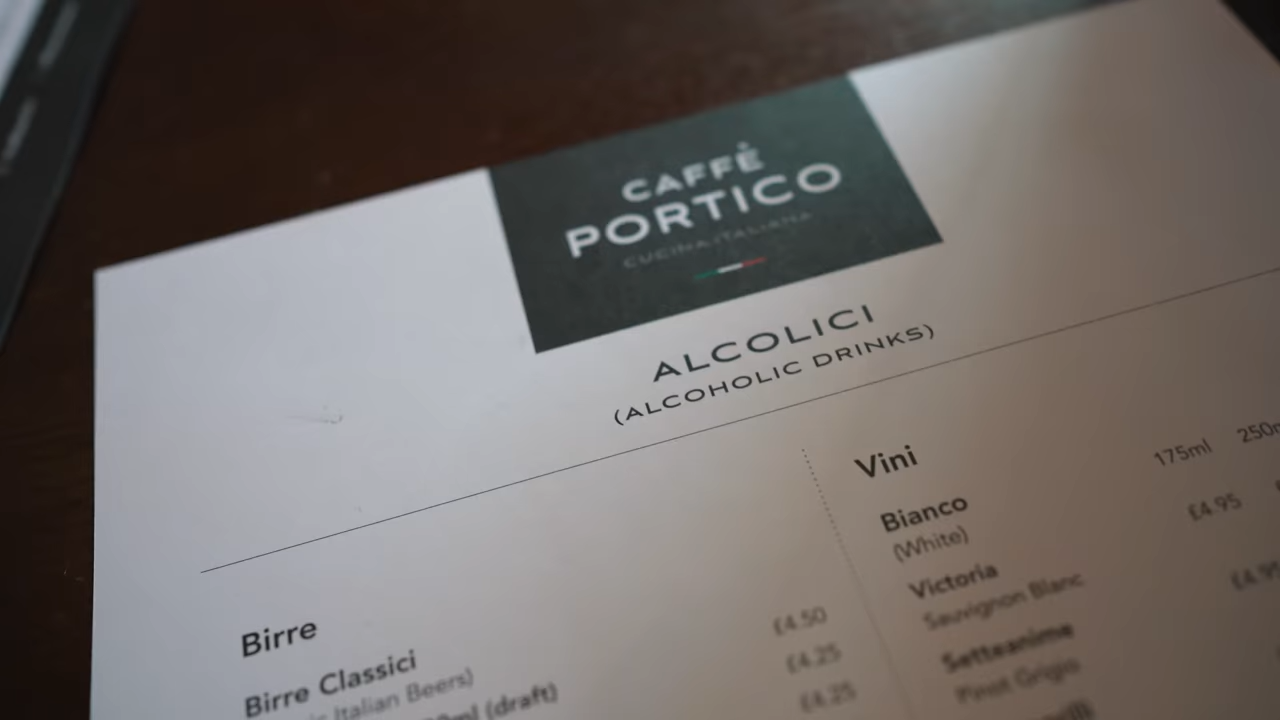 CAFFÈ
PORTICO
CUCINA ITALIANA
ALCOLICI
(ALCOHOLIC DRINKS)
Birre
Birre Classici
Italian Beers)
(draft)
£4.50
£4.25
£4.25
Vini
175ml
Bianco
(White)
£4.95
Victoria
Sauvignon Blanc
Setteanime
Pinot Grigio